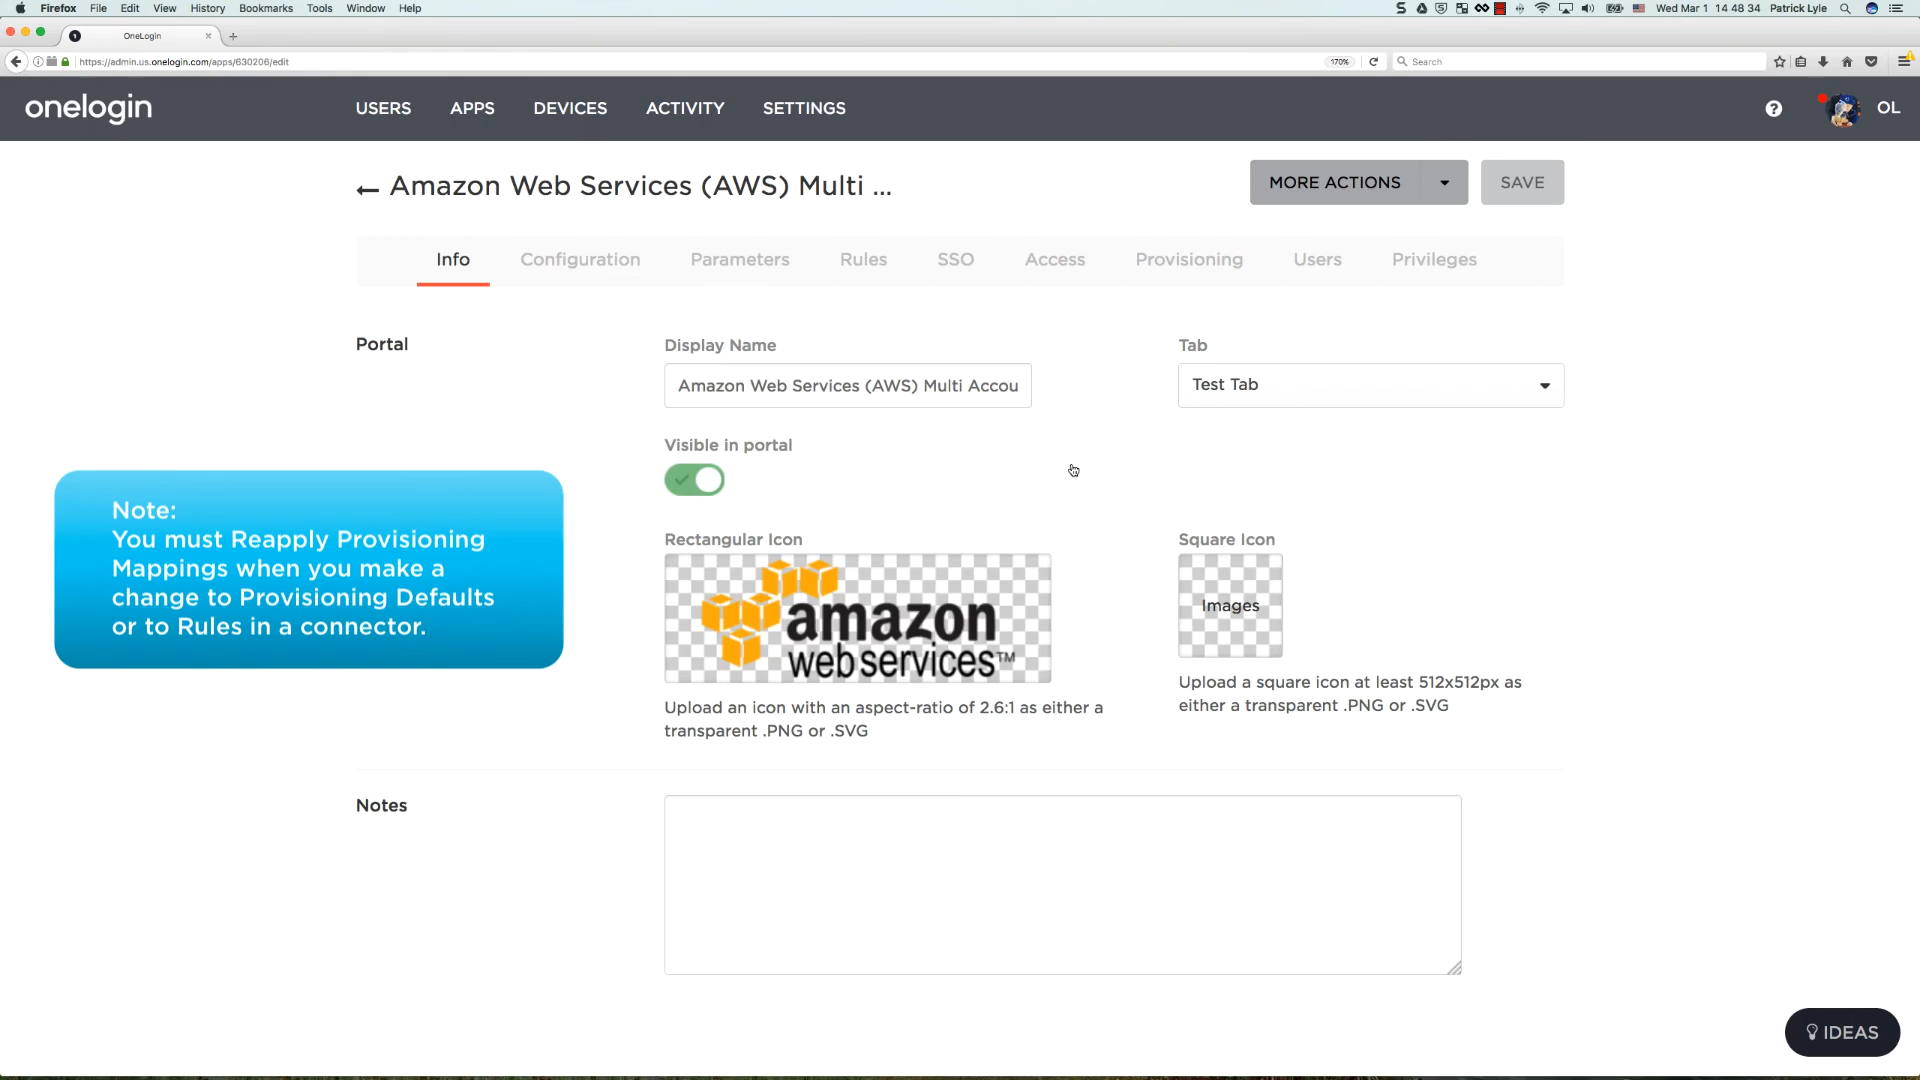 Firefox File Edit View History Bookmarks Tools Window Help
Wed Mar 1 14 48 34 Patrick Lyle
OneLogin
https://admin.us.onelogin.com/apps/630206/edit
170%
Search
onelogin
USERS APPS DEVICES ACTIVITY SETTINGS
OL
Amazon Web Services (AWS) Multi ...
MORE ACTIONS
SAVE
Info Configuration Parameters Rules SSO Access Provisioning Users Privileges
Portal
Display Name
Tab
Amazon Web Services (AWS) Multi Accou
Test Tab
Visible in portal
Note:
You must Reapply Provisioning
Mappings when you make a
change to Provisioning Defaults
or to Rules in a connector.
Rectangular Icon
Square Icon
amazon
webservices™
Images
Upload an icon with an aspect-ratio of 2.6:1 as either a
transparent .PNG or .SVG
Upload a square icon at least 512x512px as
either a transparent .PNG or .SVG
Notes
IDEAS